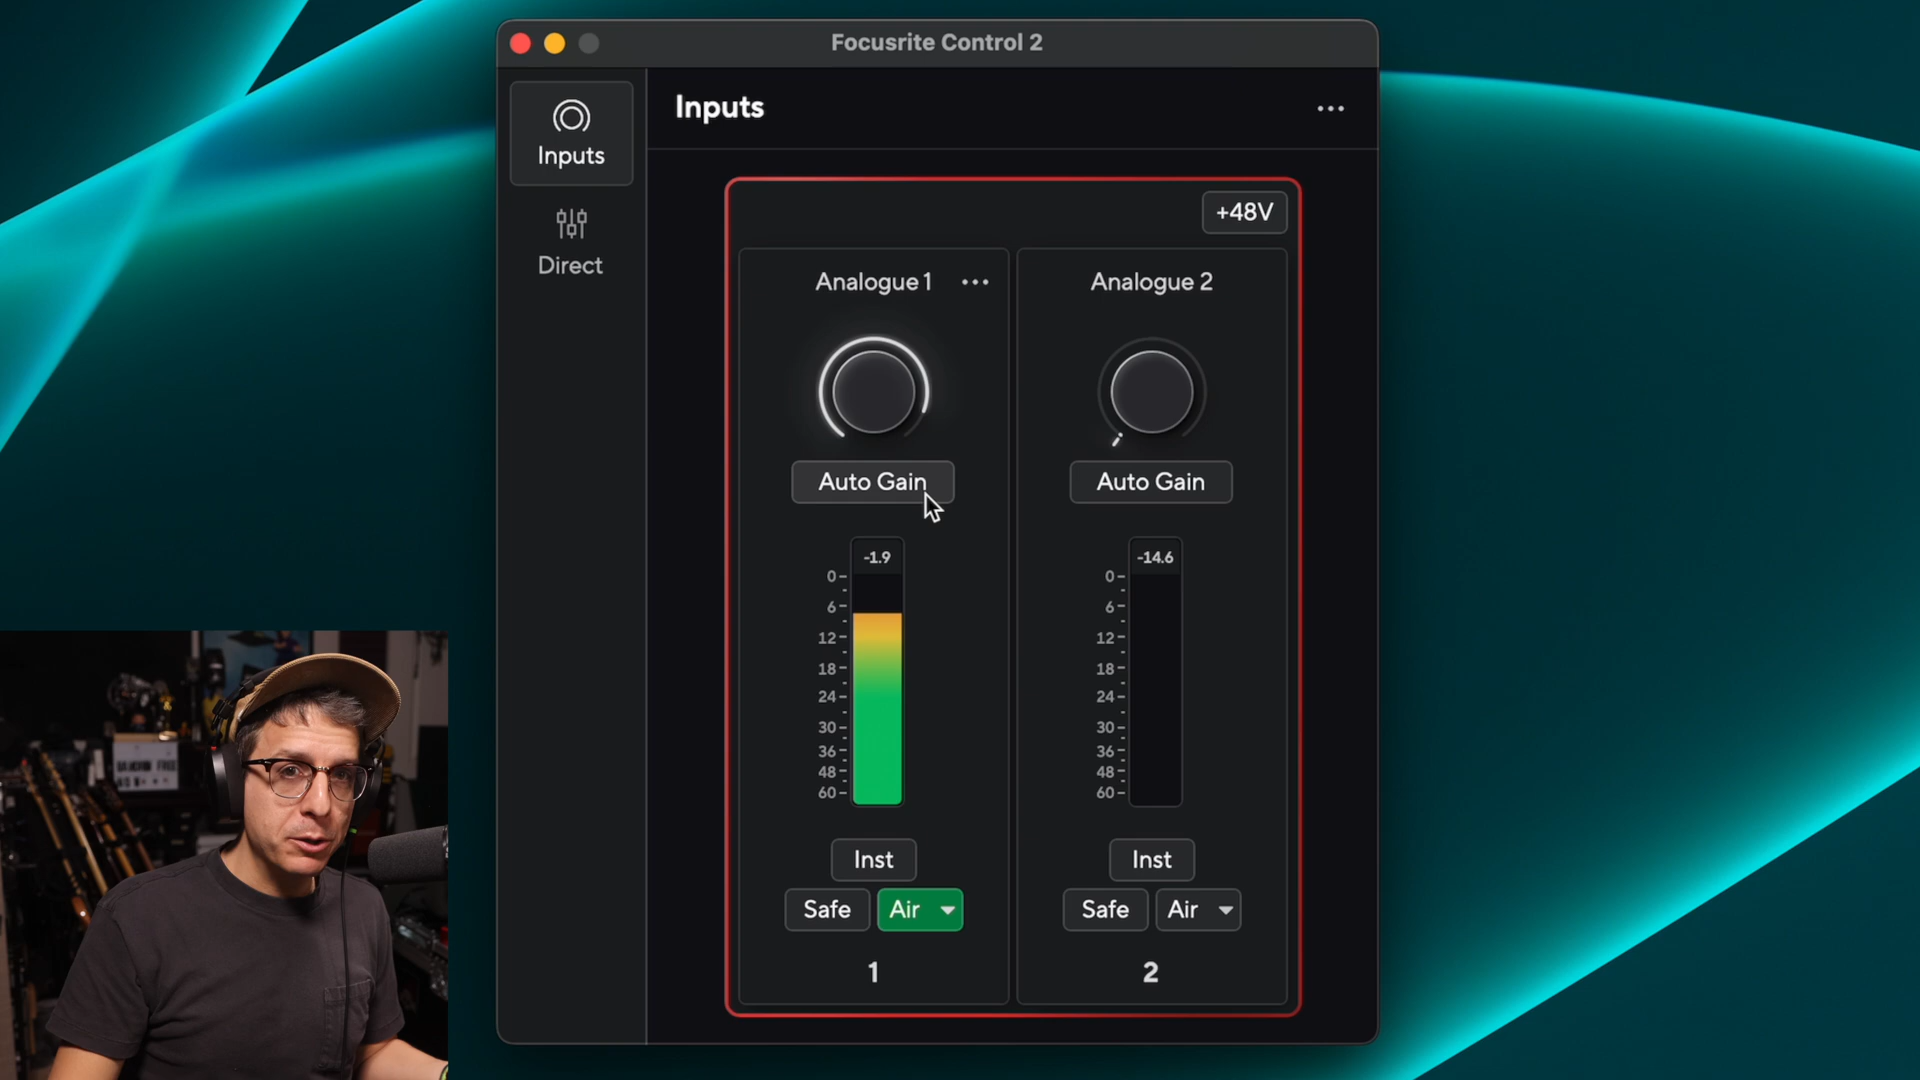 Focusrite Control 2
Inputs
Direct
Inputs
+48V
Analogue 1
Analogue 2
Auto Gain
Auto Gain
-1.9
-14.6
0
6
12
18
24
30
36
48
60
0
6
12
18
24
30
36
48
60
Inst
Inst
Safe
Air
Safe
Air
1
2